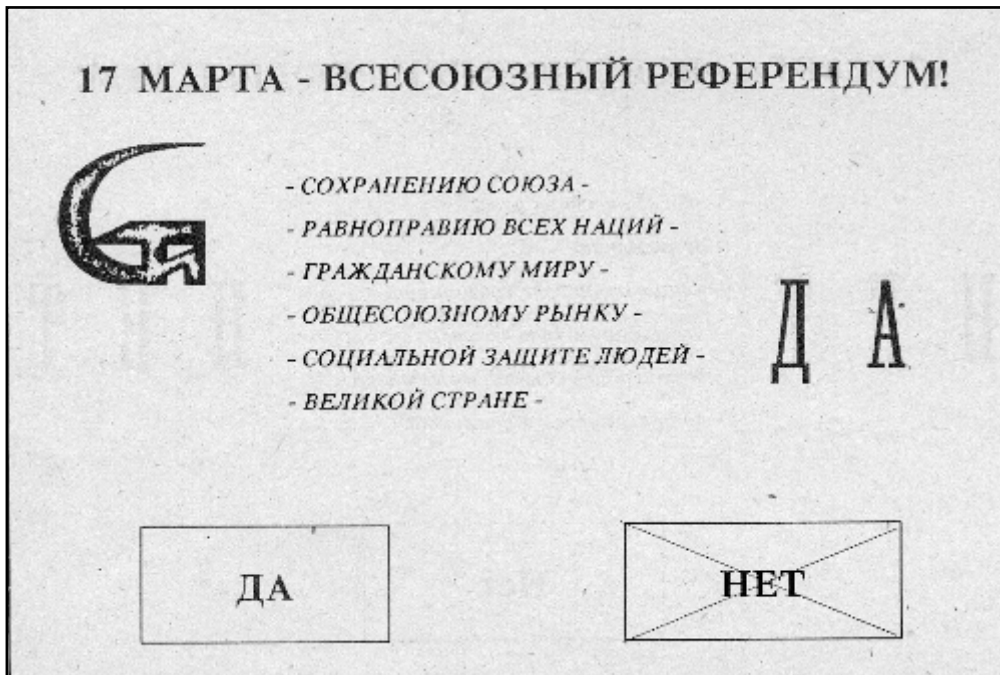 17 МАРТА - ВСЕСОЮЗНЫЙ РЕФЕРЕНДУМ!
- СОХРАНЕНИЮ СОЮЗА -
- РАВНОПРАВИЮ ВСЕХ НАЦИЙ -
- ГРАЖДАНСКОМУ МИРУ -
- ОБЩЕСОЮЗНОМУ РЫНКУ -
- СОЦИАЛЬНОЙ ЗАЩИТЕ ЛЮДЕЙ -
- ВЕЛИКОЙ СТРАНЕ -
Д А
ДА
НЕТ